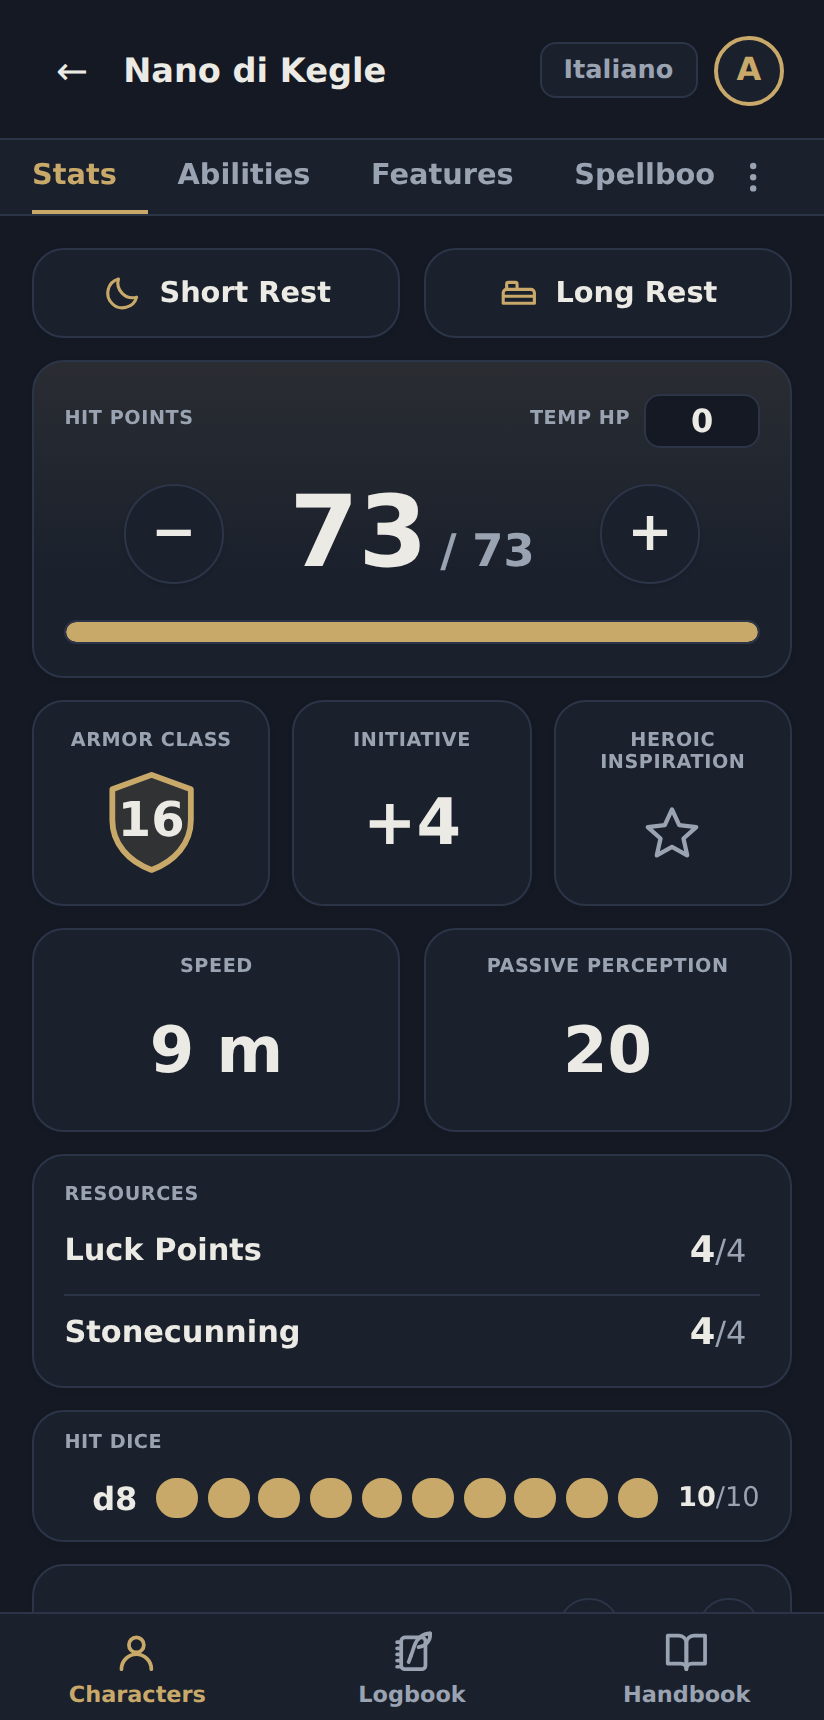 ← Nano di Kegle Italiano A
Stats Abilities Features Spellboo
Short Rest Long Rest
HIT POINTS TEMP HP 0
− 73 / 73 +
ARMOR CLASS
16
INITIATIVE
+4
HEROIC
INSPIRATION
SPEED
9 m
PASSIVE PERCEPTION
20
RESOURCES
Luck Points 4/4
Stonecunning 4/4
HIT DICE
d8 10/10
Characters Logbook Handbook